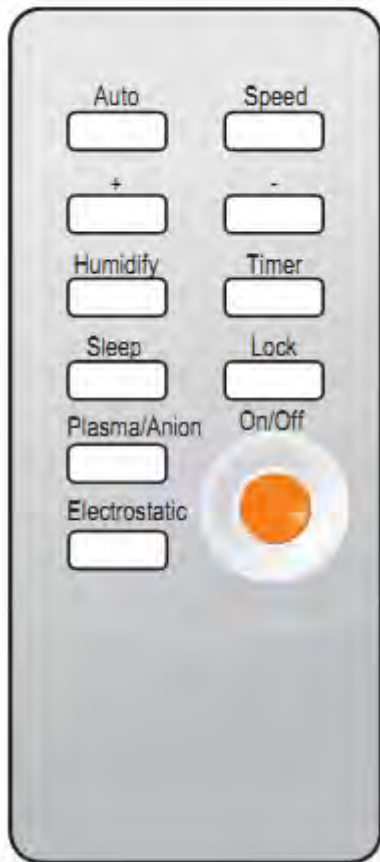 Auto Speed
+ -
Humidify Timer
Sleep Lock
Plasma/Anion On/Off
Electrostatic